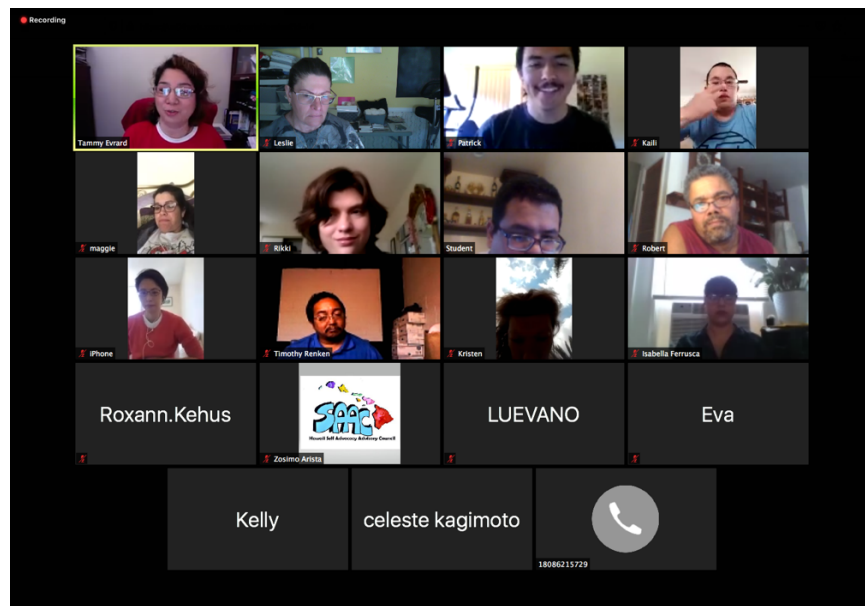 Recording
Tammy Evrard
Leslie
Patrick
Kaili
maggie
Rikki
Student
Robert
iPhone
Timothy Renken
Kristen
Isabella Ferrusca
Roxann.Kehus
SAAC
Hawaii Self-Advocacy Advisory Council
Zosimo Arista
LUEVANO
Eva
Kelly
celeste kagimoto
18086215729